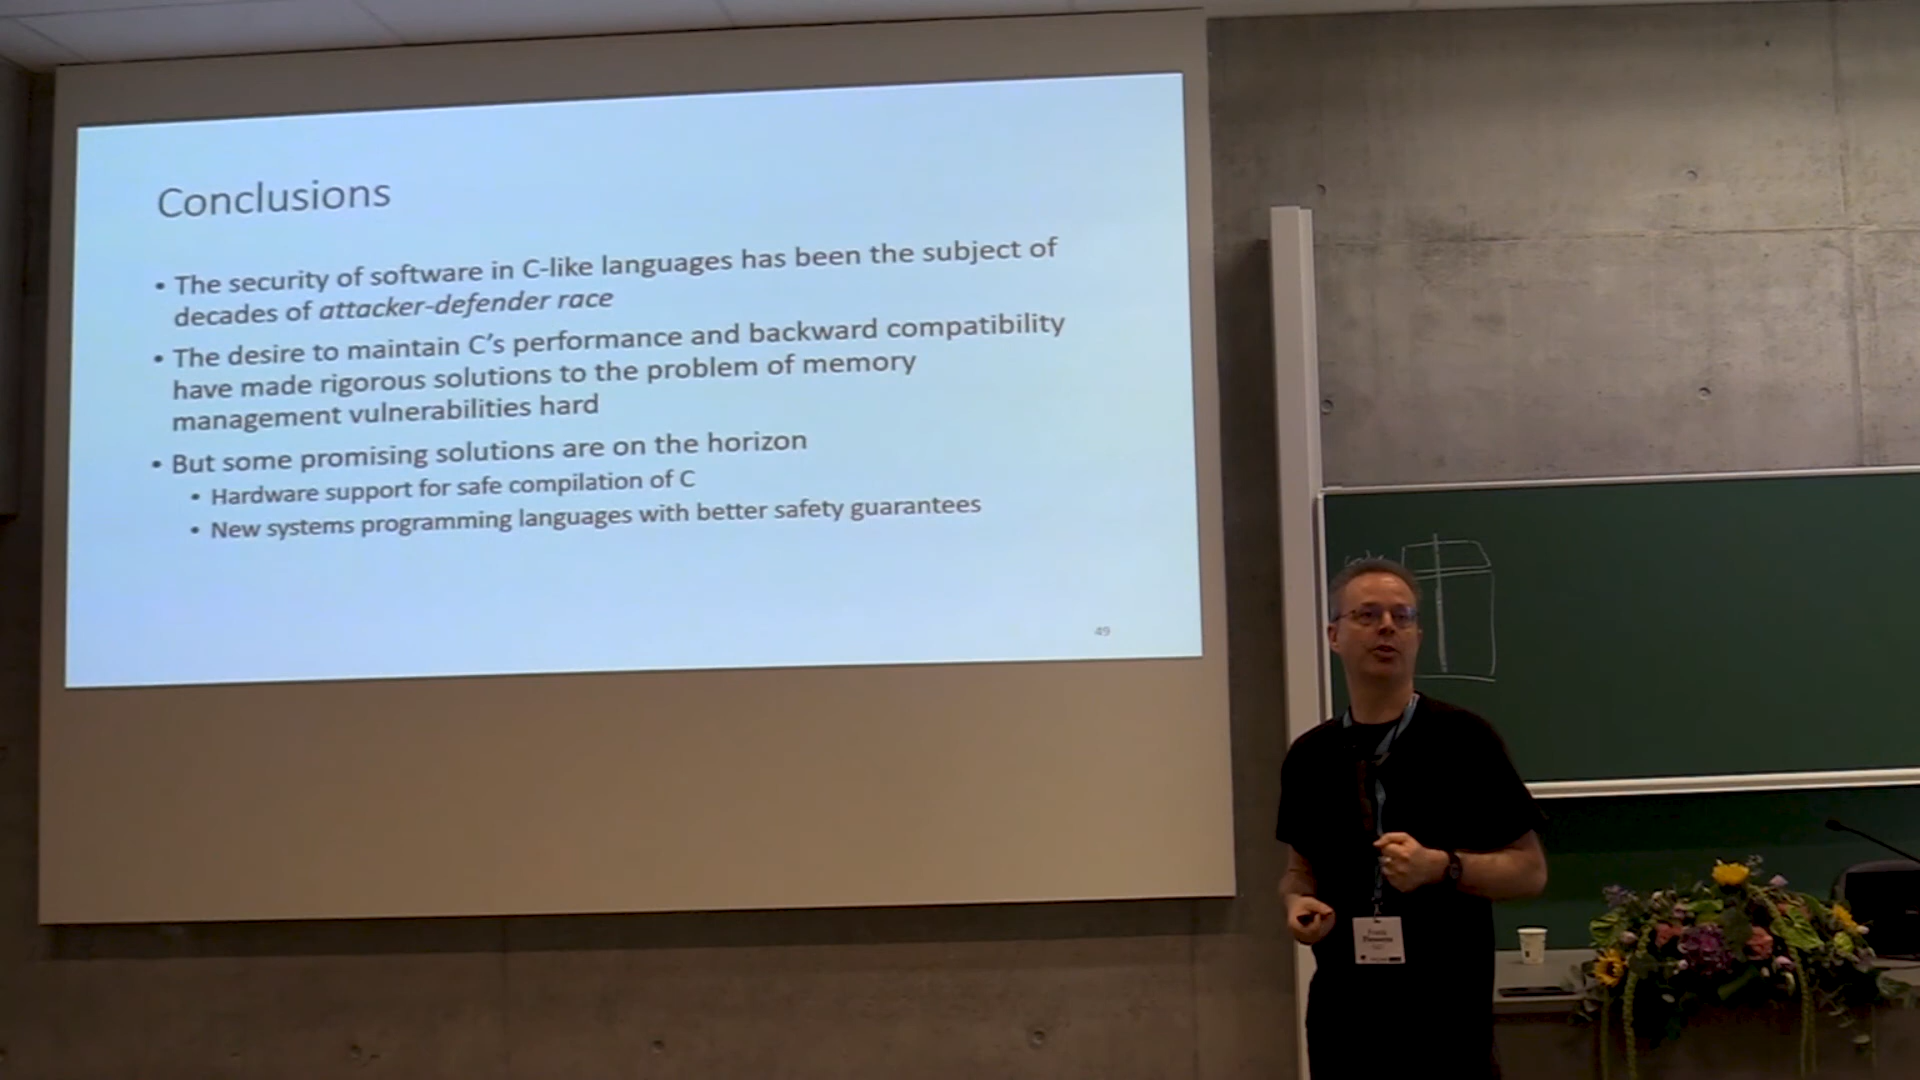 Conclusions
• The security of software in C-like languages has been the subject of
decades of attacker-defender race
• The desire to maintain C's performance and backward compatibility
have made rigorous solutions to the problem of memory
management vulnerabilities hard
• But some promising solutions are on the horizon
• Hardware support for safe compilation of C
• New systems programming languages with better safety guarantees
49
Frank